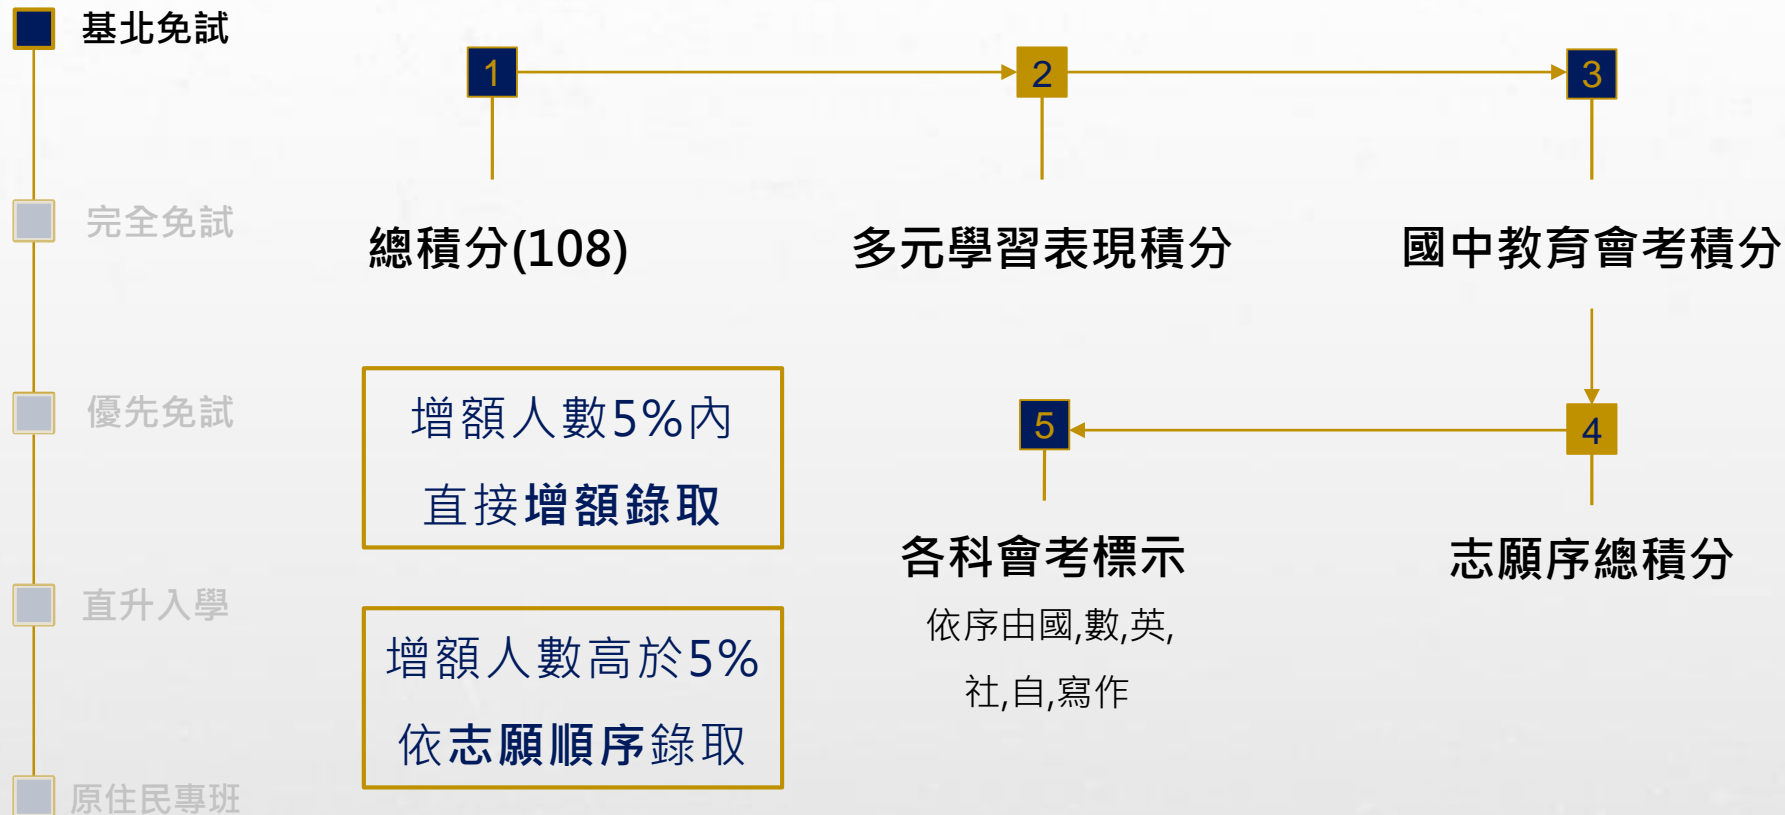 基北免試
完全免試
優先免試
直升入學
原住民專班
1
總積分(108)
2
多元學習表現積分
3
國中教育會考積分
4
志願序總積分
5
各科會考標示
依序由國,數,英,
社,自,寫作
增額人數5%內
直接增額錄取
增額人數高於5%
依志願順序錄取